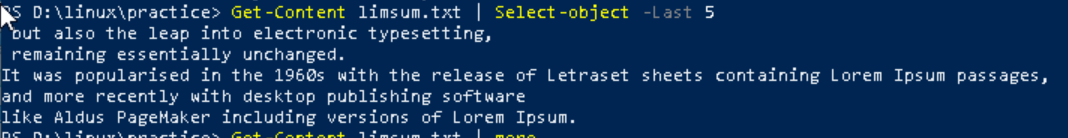 PS D:\linux\practice> Get-Content limsum.txt | Select-object -Last 5
but also the leap into electronic typesetting,
remaining essentially unchanged.
It was popularised in the 1960s with the release of Letraset sheets containing Lorem Ipsum passages,
and more recently with desktop publishing software
like Aldus PageMaker including versions of Lorem Ipsum.
PS D:\linux\practice> Get-Content limsum.txt | more